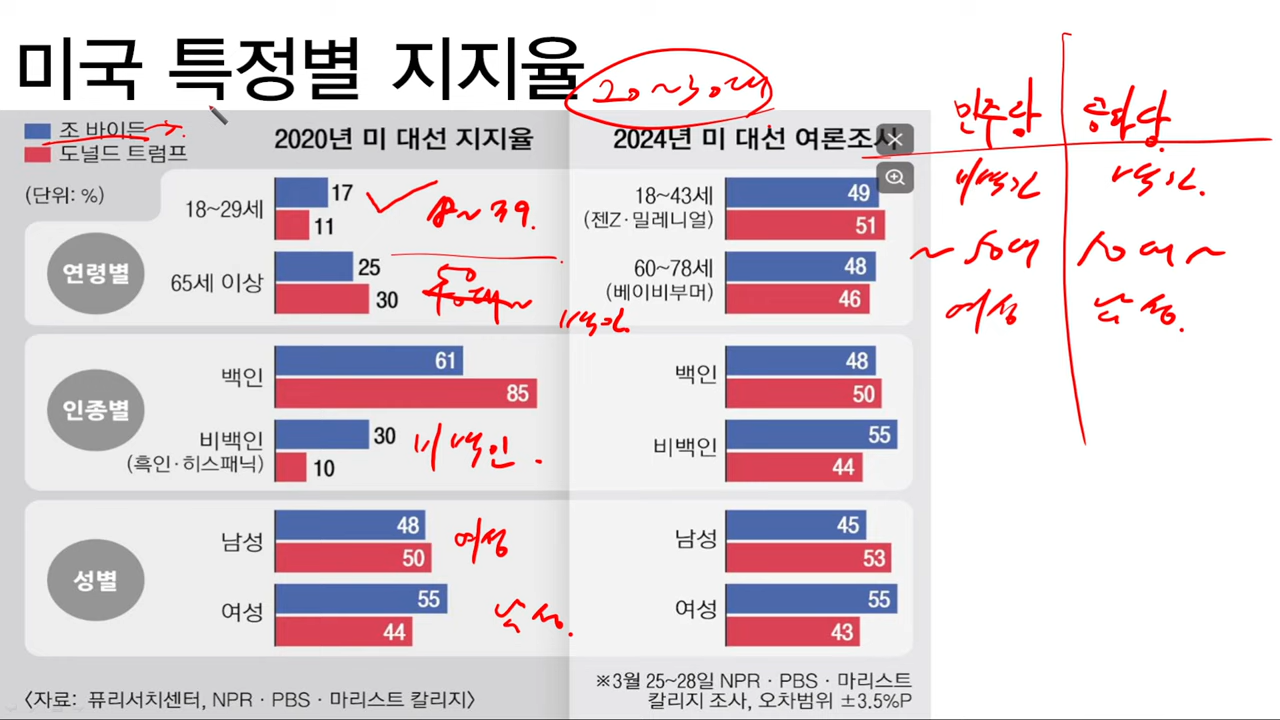 미국 특정별 지지율
20~30대
민주당 공화당
조 바이든
도널드 트럼프
2020년 미 대선 지지율
2024년 미 대선 여론조사
비백인 백인
(단위: %)
연령별
18~29세
17
11
18~39
65세 이상
25
30
50
18~43세
(젠Z·밀레니얼)
49
51
60~78세
(베이비부머)
48
46
~50대 50대~
여성 남성
인종별
백인
61
85
비백인
(흑인·히스패닉)
30
10
비백인
백인
48
50
비백인
55
44
성별
남성
48
50
여성
여성
55
44
남성
남성
45
53
여성
55
43
〈자료: 퓨리서치센터, NPR·PBS·마리스트 칼리지〉
※3월 25~28일 NPR·PBS·마리스트
칼리지 조사, 오차범위 ±3.5%P